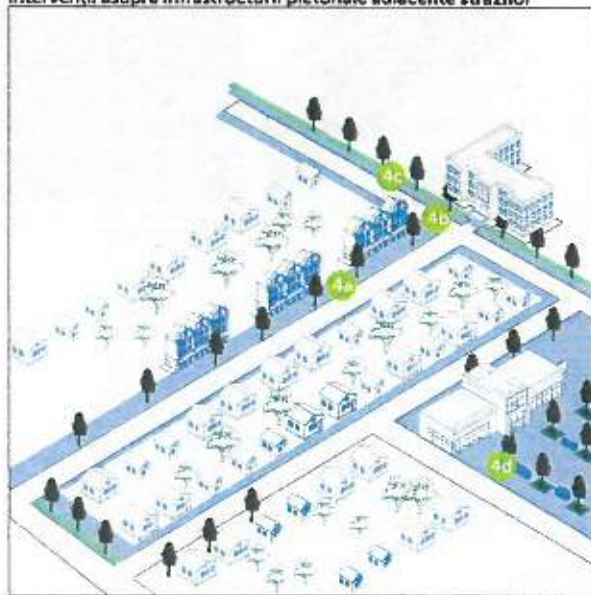 Intervenții asupra infrastructurii pietonale adiacente străzilor
4c
4b
4a
4d